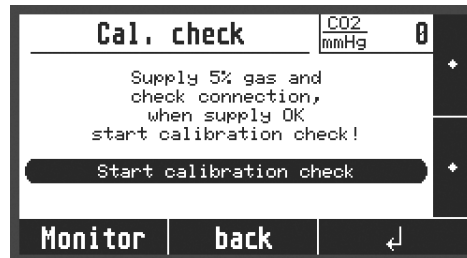 Cal. check
CO2
mmHg
0
Supply 5% gas and
check connection,
when supply OK
start calibration check!
Start calibration check
Monitor
back